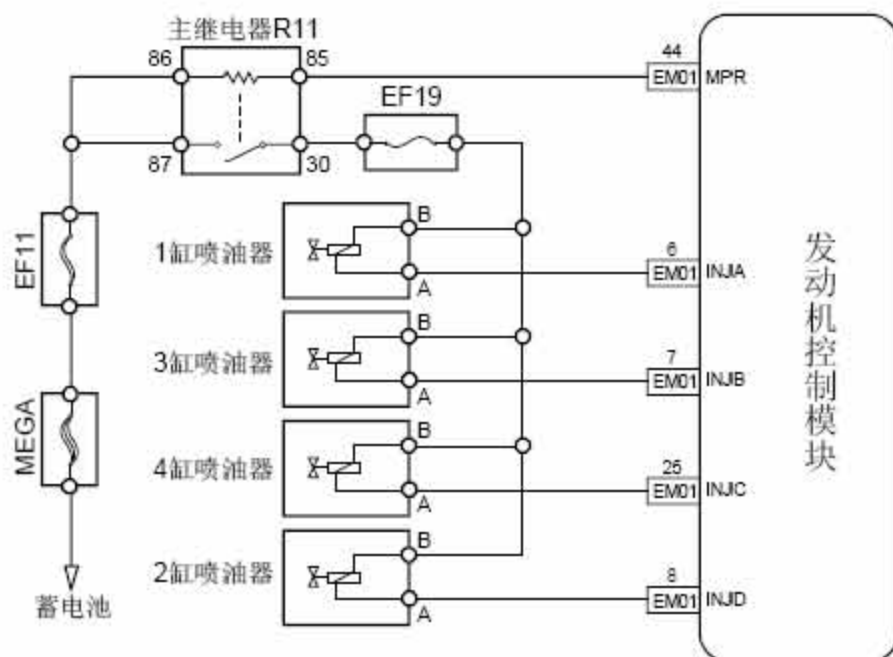 主继电器R11
86
85
44
EM01
MPR
EF19
87
30
EF11
B
1缸喷油器
6
EM01
INJA
A
B
3缸喷油器
7
EM01
INJB
A
发动机控制模块
MEGA
B
4缸喷油器
25
EM01
INJC
A
B
2缸喷油器
8
EM01
INJD
A
蓄电池